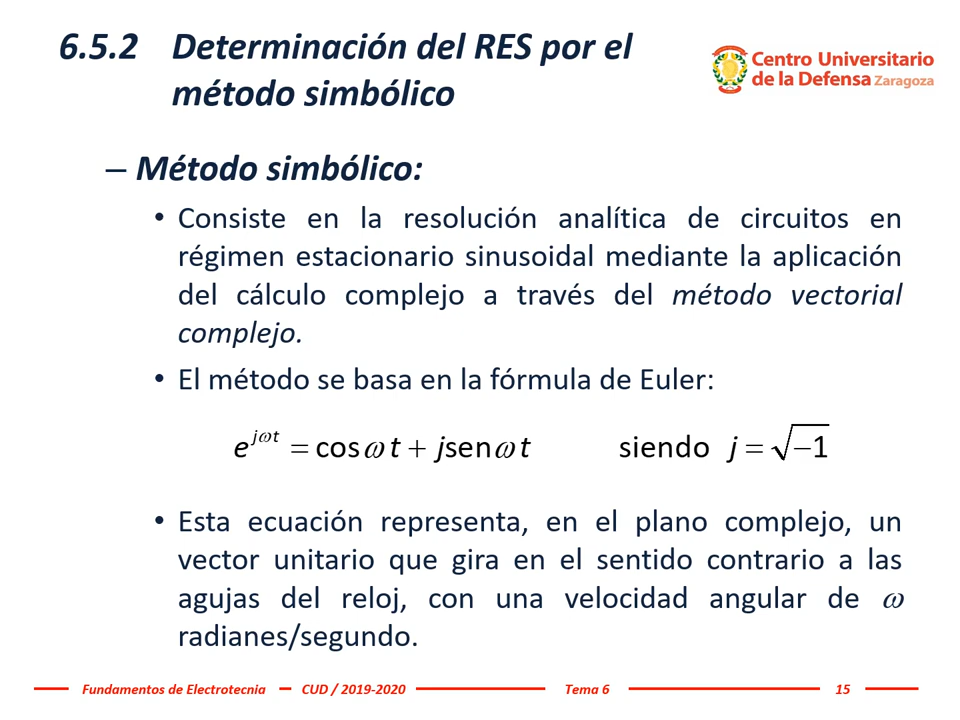 6.5.2 Determinación del RES por el
método simbólico
Centro Universitario
de la Defensa Zaragoza
– Método simbólico:
• Consiste en la resolución analítica de circuitos en
régimen estacionario sinusoidal mediante la aplicación
del cálculo complejo a través del método vectorial
complejo.
• El método se basa en la fórmula de Euler:
e^{jωt} = cosω t + jsenω t siendo j = √−1
• Esta ecuación representa, en el plano complejo, un
vector unitario que gira en el sentido contrario a las
agujas del reloj, con una velocidad angular de ω
radianes/segundo.
Fundamentos de Electrotecnia CUD / 2019-2020 Tema 6 15